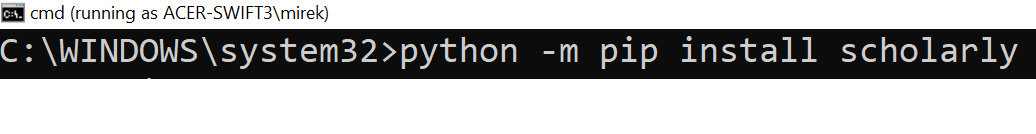 cmd (running as ACER-SWIFT3\mirek)
C:\WINDOWS\system32>python -m pip install scholarly